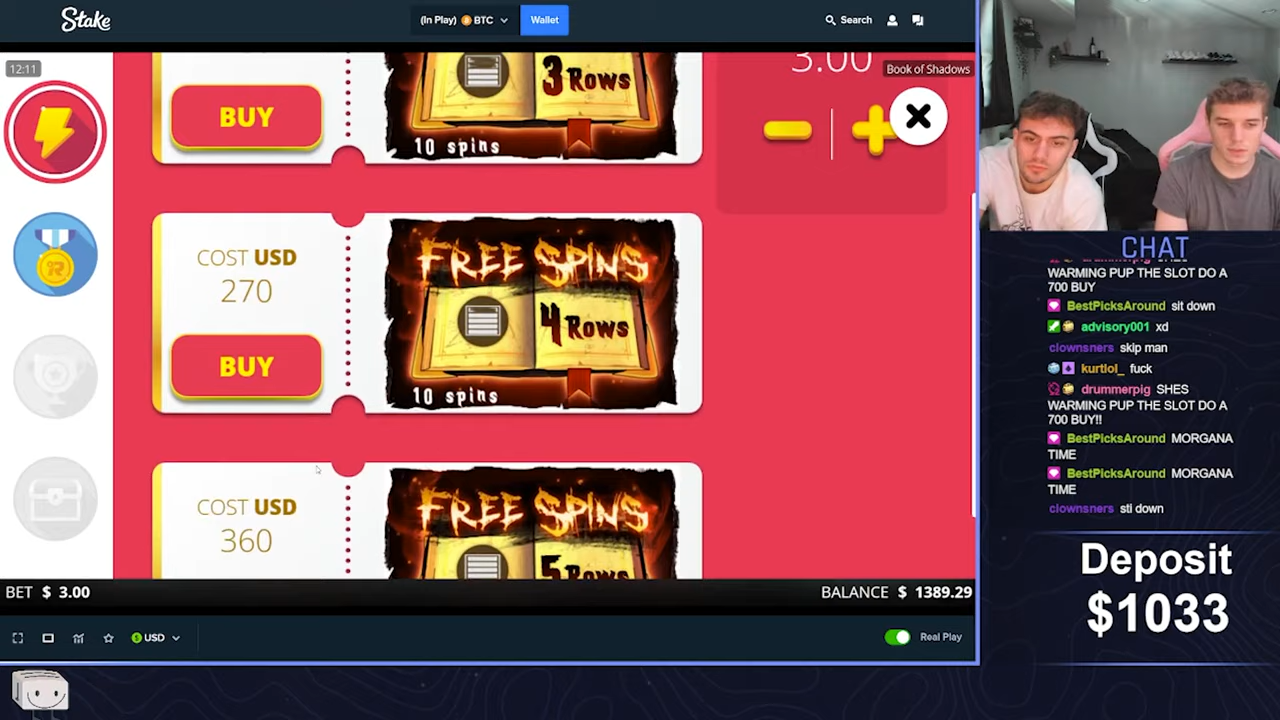 Stake
(In Play) BTC
Wallet
Search
12:11
3.00
Book of Shadows
BUY
3 Rows
10 spins
COST USD
270
BUY
FREE SPINS
4 Rows
10 spins
COST USD
360
FREE SPINS
5 Rows
BET $ 3.00
BALANCE $ 1389.29
USD
Real Play
CHAT
WARMING PUP THE SLOT DO A
700 BUY
BestPicksAround sit down
advisory001 xd
clownsners skip man
kurtlol_ fuck
drummerpig SHES
WARMING PUP THE SLOT DO A
700 BUY!!
BestPicksAround MORGANA
TIME
BestPicksAround MORGANA
TIME
clownsners sti down
Deposit
$1033